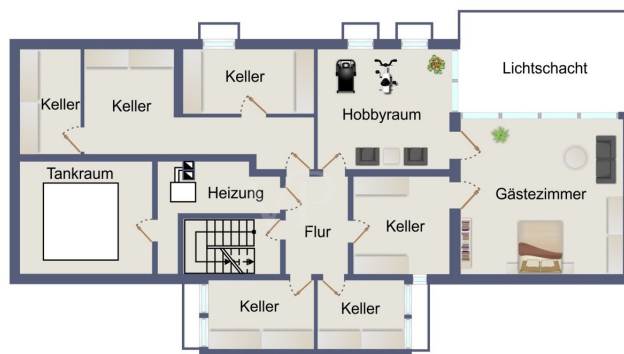 Lichtschacht
Keller
Keller
Keller
Hobbyraum
Tankraum
Heizung
Gästezimmer
Keller
Flur
Keller
Keller